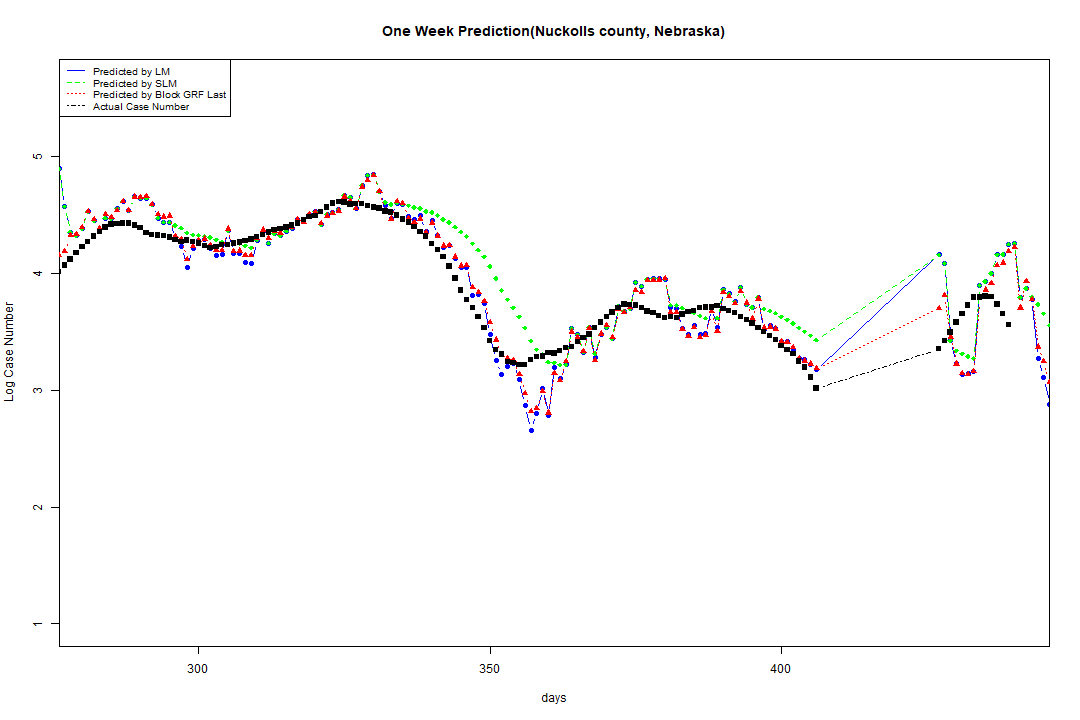 One Week Prediction(Nuckolls county, Nebraska)
Predicted by LM
Predicted by SLM
Predicted by Block GRF Last
Actual Case Number
5
4
3
2
1
Log Case Number
300
350
400
days